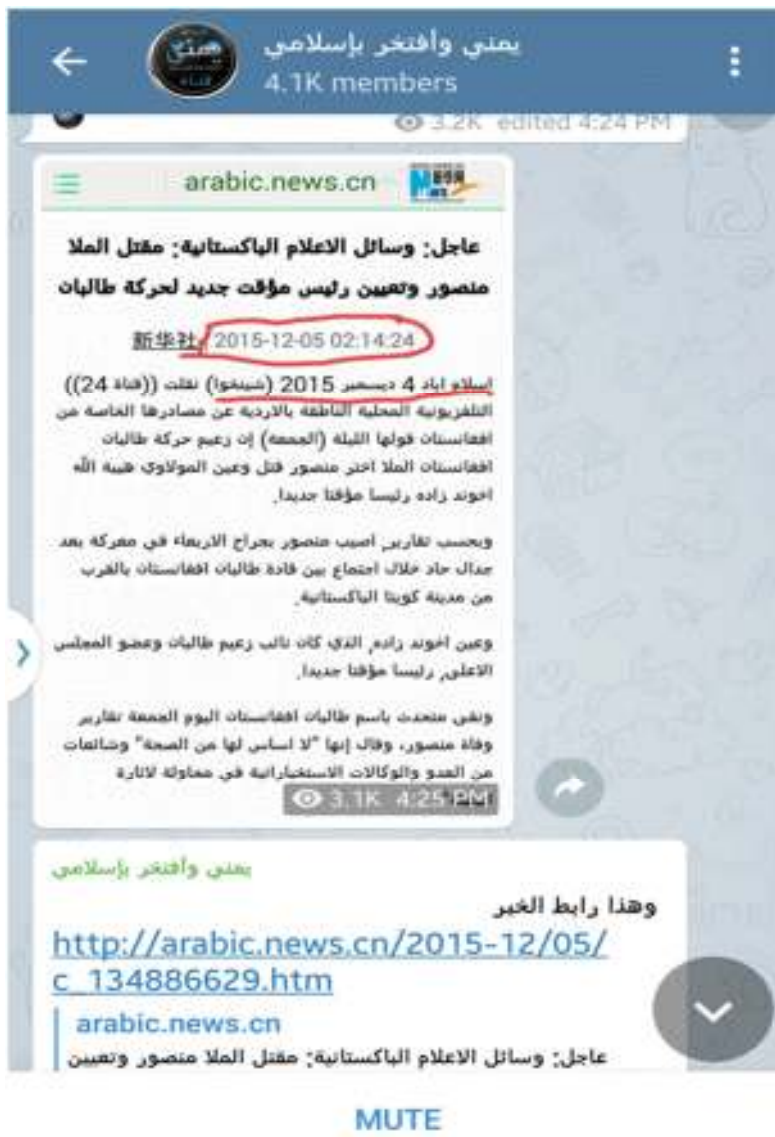 يمني وأفتخر بإسلامي
4.1K members
3.2K edited 4:24 PM
arabic.news.cn
عاجل: وسائل الاعلام الباكستانية: مقتل الملا
منصور وتعيين رئيس مؤقت جديد لحركة طالبان
新华社 2015-12-05 02:14:24
اسلام اباد 4 ديسمبر 2015 (شينخوا) نقلت ((قناة 24))
التلفزيونية المحلية الناطقة بالاردية عن مصادرها الخاصة من
افغانستان قولها الليلة (الجمعة) إن زعيم حركة طالبان
افغانستان الملا اختر منصور قتل وعين المولاوي هيبة الله
اخوند زاده رئيسا مؤقتا جديدا.
وبحسب تقارير, اصيب منصور بجراح الاربعاء في معركة بعد
جدال حاد خلال اجتماع بين قادة طالبان افغانستان بالقرب
من مدينة كويتا الباكستانية.
وعين اخوند زاده, الذي كان نائب زعيم طالبان وعضو المجلس
الاعلى, رئيسا مؤقتا جديدا.
ونفى متحدث باسم طالبان افغانستان اليوم الجمعة تقارير
وفاة منصور، وقال إنها "لا اساس لها من الصحة" وشائعات
من العدو والوكالات الاستخباراتية في محاولة لاثارة
3.1K 4:25 PM
يمني وأفتخر بإسلامي
وهذا رابط الخبر
http://arabic.news.cn/2015-12/05/
c_134886629.htm
arabic.news.cn
عاجل: وسائل الاعلام الباكستانية: مقتل الملا منصور وتعيين
MUTE